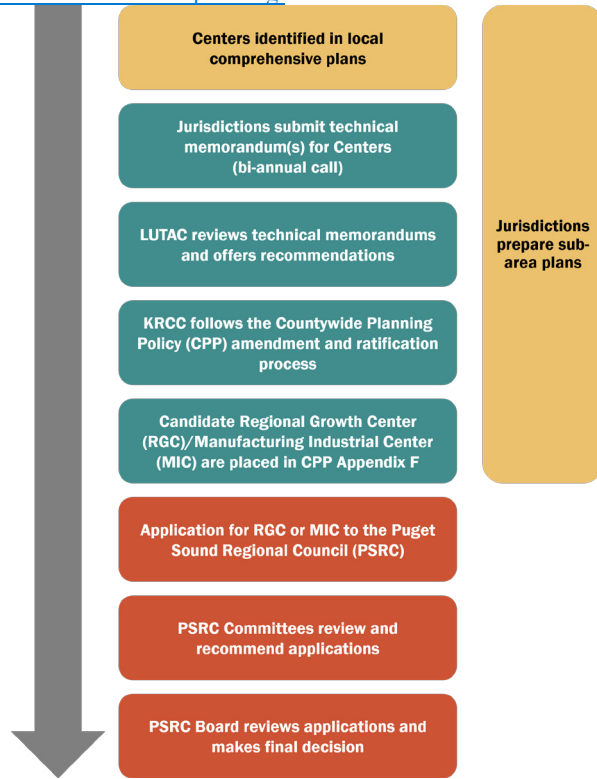 Centers identified in local
comprehensive plans
Jurisdictions submit technical
memorandum(s) for Centers
(bi-annual call)
LUTAC reviews technical memorandums
and offers recommendations
KRCC follows the Countywide Planning
Policy (CPP) amendment and ratification
process
Candidate Regional Growth Center
(RGC)/Manufacturing Industrial Center
(MIC) are placed in CPP Appendix F
Jurisdictions
prepare sub-
area plans
Application for RGC or MIC to the Puget
Sound Regional Council (PSRC)
PSRC Committees review and
recommend applications
PSRC Board reviews applications and
makes final decision